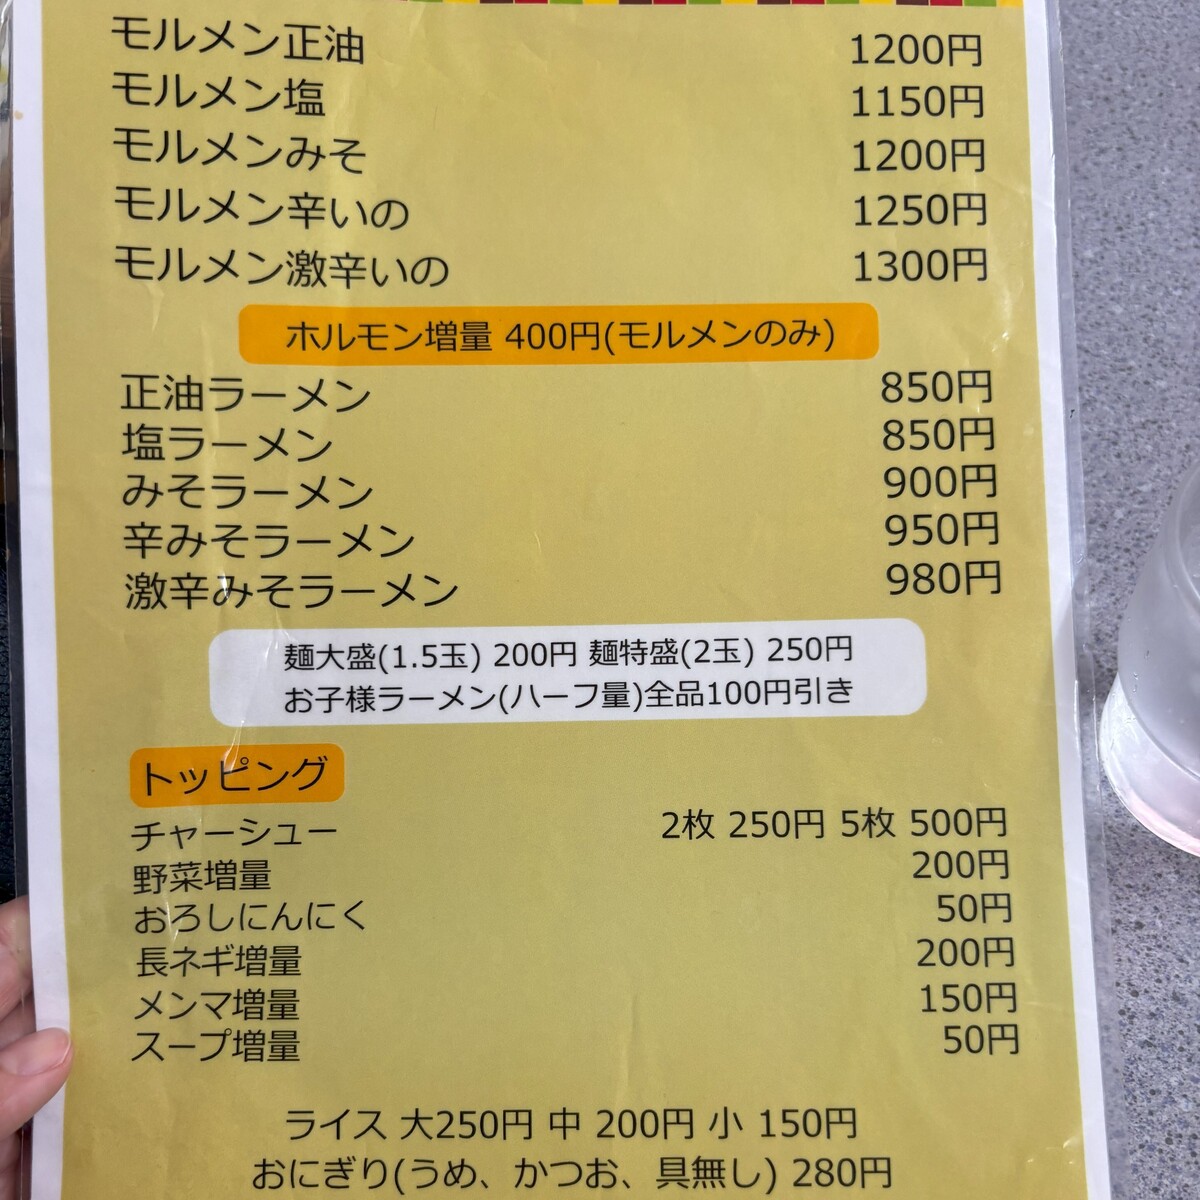 モルメン正油 1200円
モルメン塩 1150円
モルメンみそ 1200円
モルメン辛いの 1250円
モルメン激辛いの 1300円
ホルモン増量 400円(モルメンのみ)
正油ラーメン 850円
塩ラーメン 850円
みそラーメン 900円
辛みそラーメン 950円
激辛みそラーメン 980円
麺大盛(1.5玉) 200円 麺特盛(2玉) 250円
お子様ラーメン(ハーフ量)全品100円引き
トッピング
チャーシュー 2枚 250円 5枚 500円
野菜増量 200円
おろしにんにく 50円
長ネギ増量 200円
メンマ増量 150円
スープ増量 50円
ライス 大250円 中 200円 小 150円
おにぎり(うめ、かつお、具無し) 280円